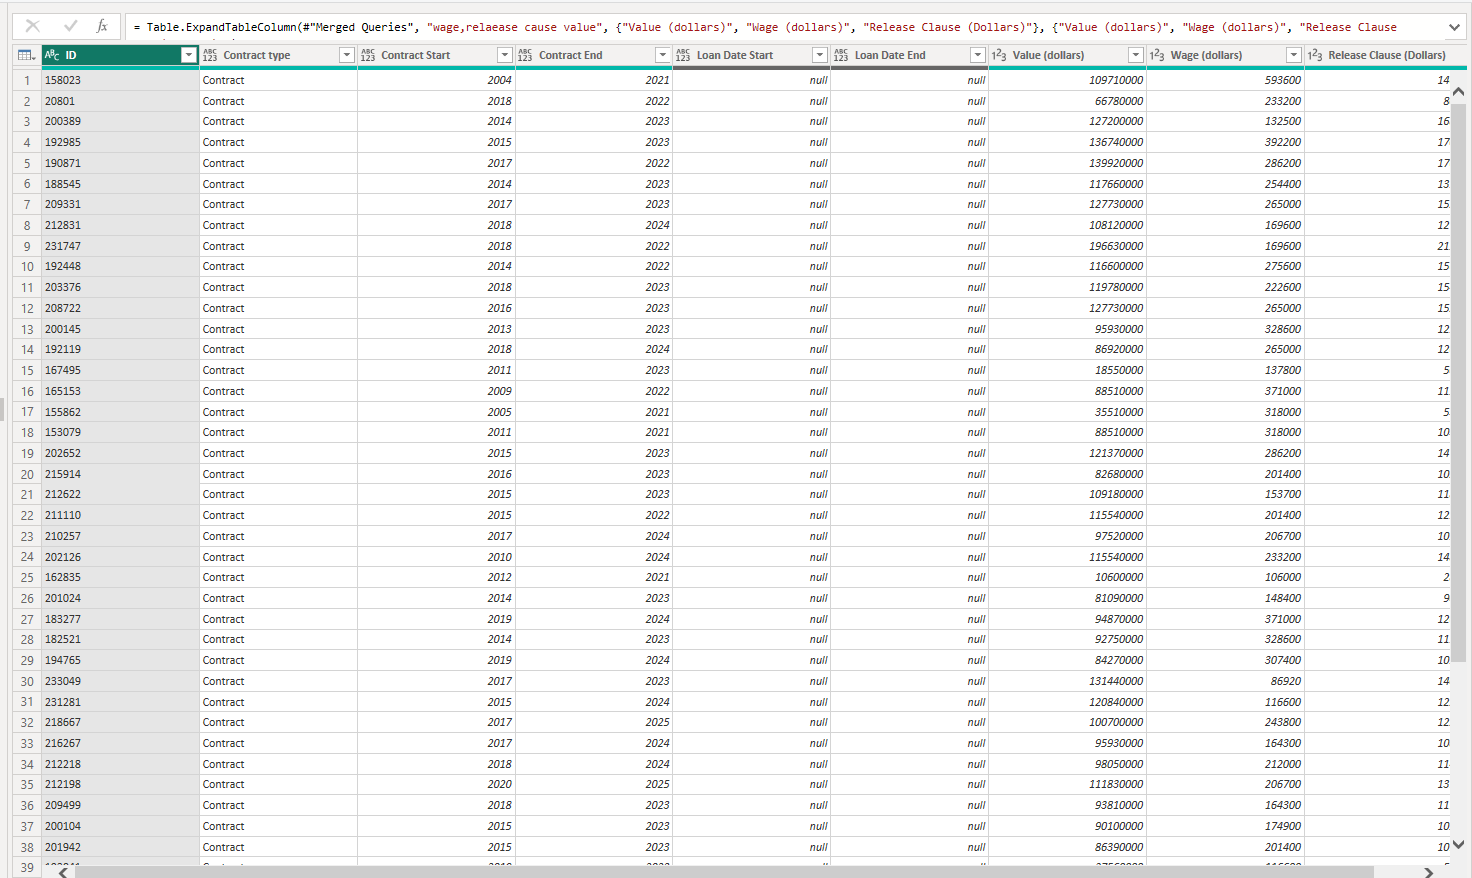 = Table.ExpandTableColumn(#"Merged Queries", "wage,relaease cause value", {"Value (dollars)", "Wage (dollars)", "Release Clause (Dollars)"}, {"Value (dollars)", "Wage (dollars)", "Release Clause
ABC ID ABC 123 Contract type ABC 123 Contract Start ABC 123 Contract End ABC 123 Loan Date Start ABC 123 Loan Date End 123 Value (dollars) 123 Wage (dollars) 123 Release Clause (Dollars)
1 158023 Contract 2004 2021 null null 109710000 593600 14
2 20801 Contract 2018 2022 null null 66780000 233200 8
3 200389 Contract 2014 2023 null null 127200000 132500 16
4 192985 Contract 2015 2023 null null 136740000 392200 17
5 190871 Contract 2017 2022 null null 139920000 286200 17
6 188545 Contract 2014 2023 null null 117660000 254400 13
7 209331 Contract 2017 2023 null null 127730000 265000 15
8 212831 Contract 2018 2024 null null 108120000 169600 12
9 231747 Contract 2018 2022 null null 196630000 169600 21
10 192448 Contract 2014 2022 null null 116600000 275600 15
11 203376 Contract 2018 2023 null null 119780000 222600 15
12 208722 Contract 2016 2023 null null 127730000 265000 15
13 200145 Contract 2013 2023 null null 95930000 328600 12
14 192119 Contract 2018 2024 null null 86920000 265000 12
15 167495 Contract 2011 2023 null null 18550000 137800 5
16 165153 Contract 2009 2022 null null 88510000 371000 11
17 155862 Contract 2005 2021 null null 35510000 318000 5
18 153079 Contract 2011 2021 null null 88510000 318000 10
19 202652 Contract 2015 2023 null null 121370000 286200 14
20 215914 Contract 2016 2023 null null 82680000 201400 10
21 212622 Contract 2015 2023 null null 109180000 153700 11
22 211110 Contract 2015 2022 null null 115540000 201400 12
23 210257 Contract 2017 2024 null null 97520000 206700 10
24 202126 Contract 2010 2024 null null 115540000 233200 14
25 162835 Contract 2012 2021 null null 10600000 106000 2
26 201024 Contract 2014 2023 null null 81090000 148400 9
27 183277 Contract 2019 2024 null null 94870000 371000 12
28 182521 Contract 2014 2023 null null 92750000 328600 11
29 194765 Contract 2019 2024 null null 84270000 307400 10
30 233049 Contract 2017 2023 null null 131440000 86920 14
31 231281 Contract 2015 2024 null null 120840000 116600 12
32 218667 Contract 2017 2025 null null 100700000 243800 12
33 216267 Contract 2017 2024 null null 95930000 164300 10
34 212218 Contract 2018 2024 null null 98050000 212000 11
35 212198 Contract 2020 2025 null null 111830000 206700 13
36 209499 Contract 2018 2023 null null 93810000 164300 11
37 200104 Contract 2015 2023 null null 90100000 174900 10
38 201942 Contract 2015 2023 null null 86390000 201400 10
39